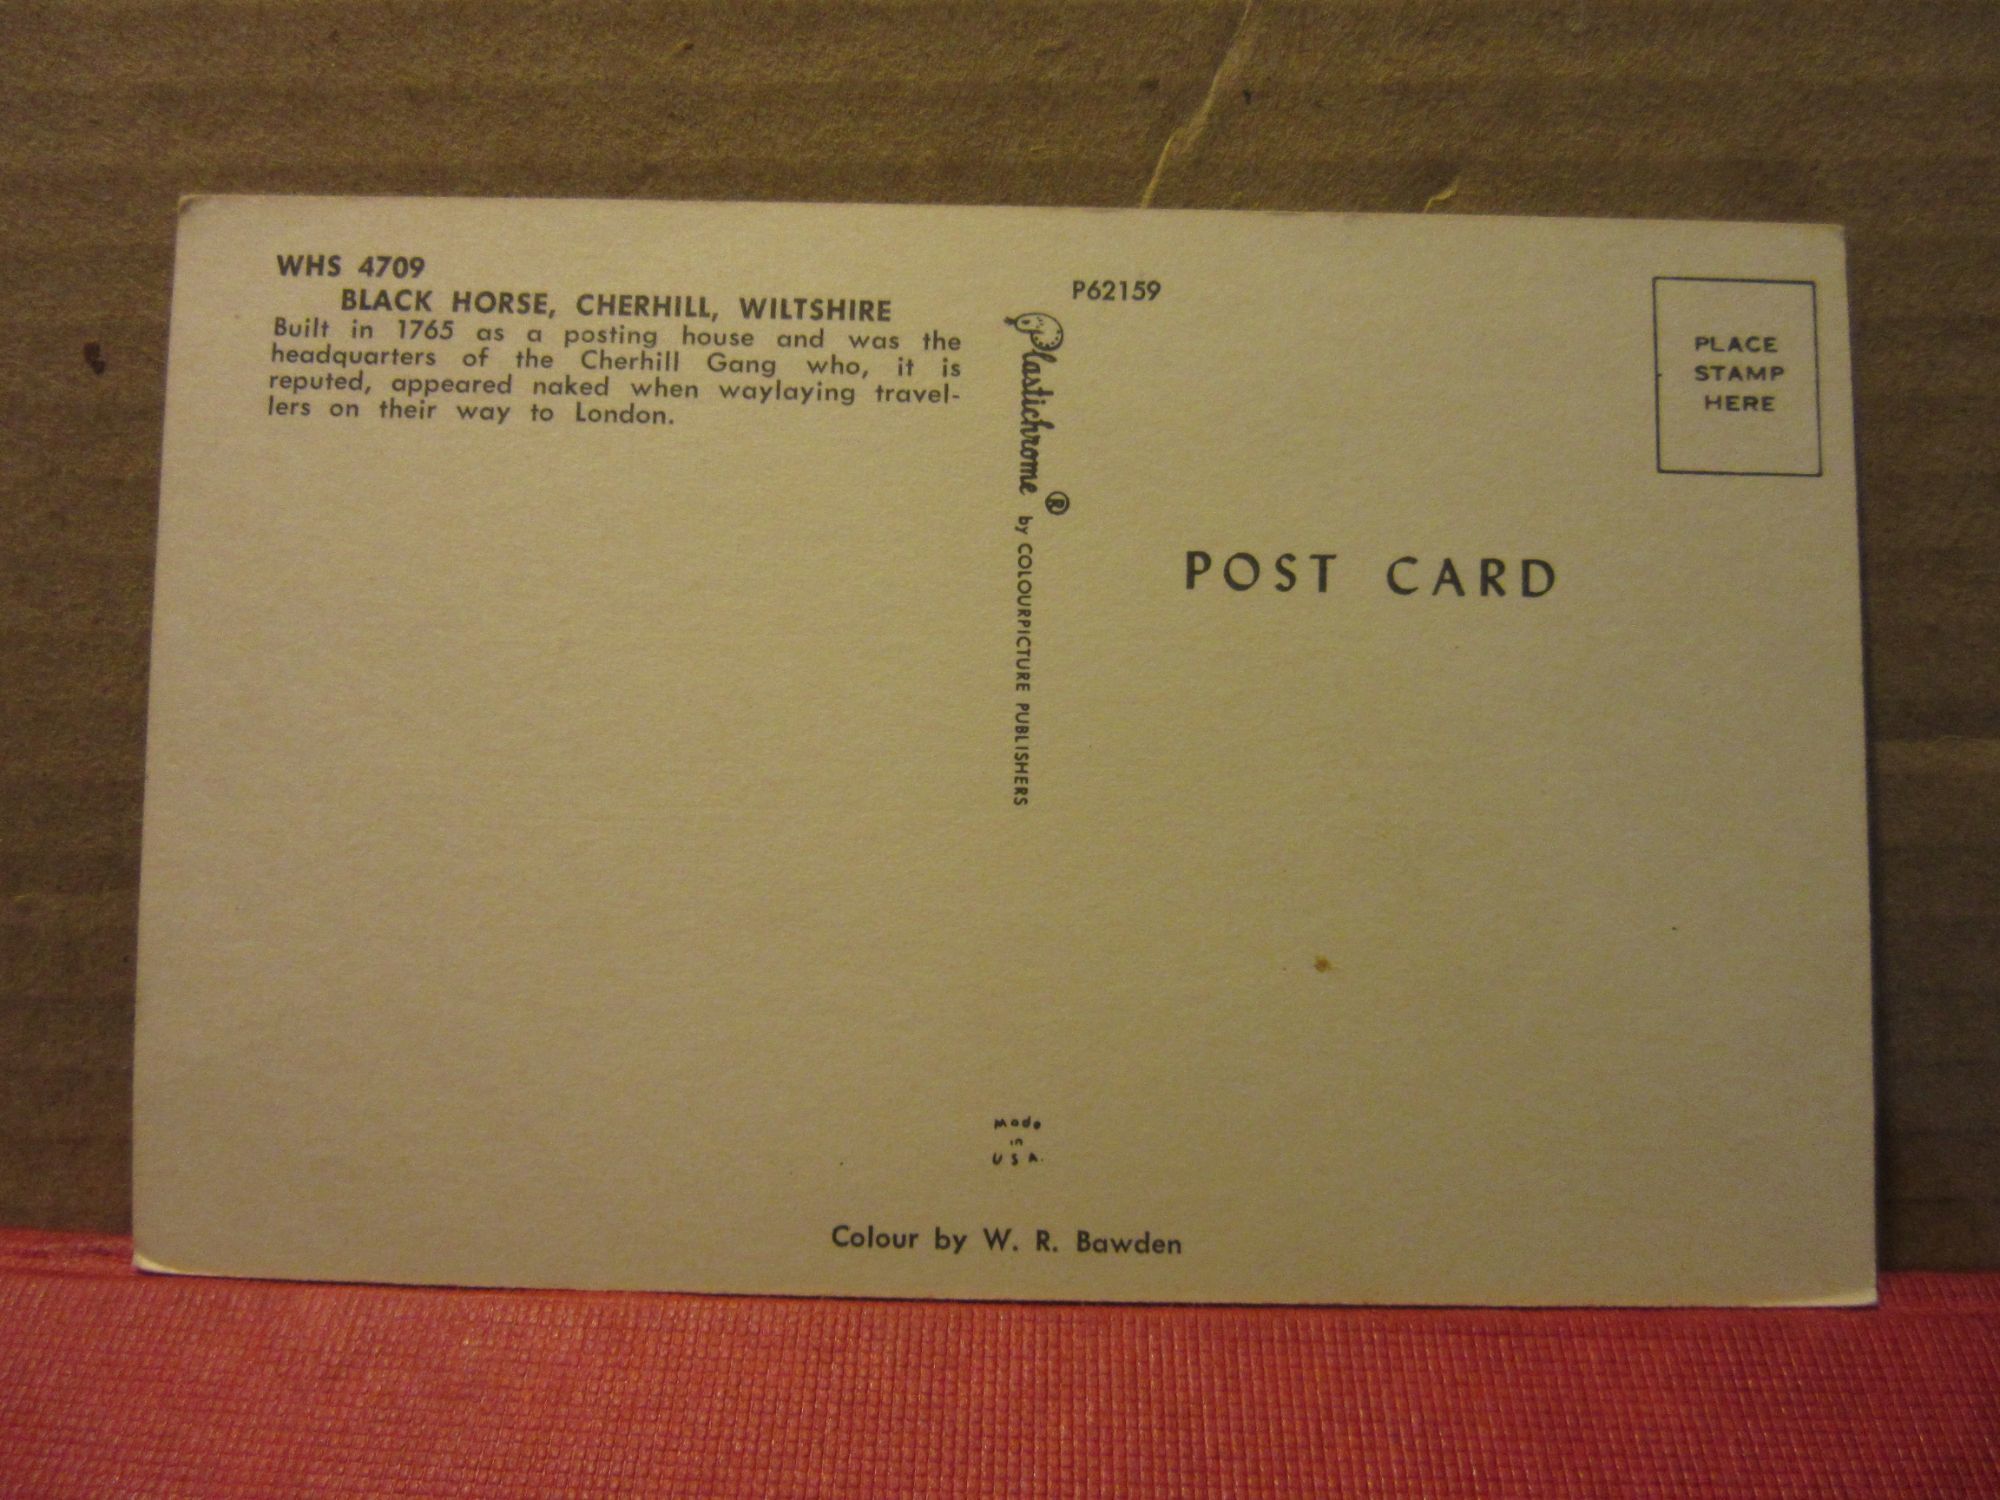 WHS 4709
BLACK HORSE, CHERHILL, WILTSHIRE
Built in 1765 as a posting house and was the
headquarters of the Cherhill Gang who, it is
reputed, appeared naked when waylaying travel-
lers on their way to London.
Plastichrome ® by COLOURPICTURE PUBLISHERS
P62159
PLACE
STAMP
HERE
POST CARD
Made
in
USA.
Colour by W. R. Bawden